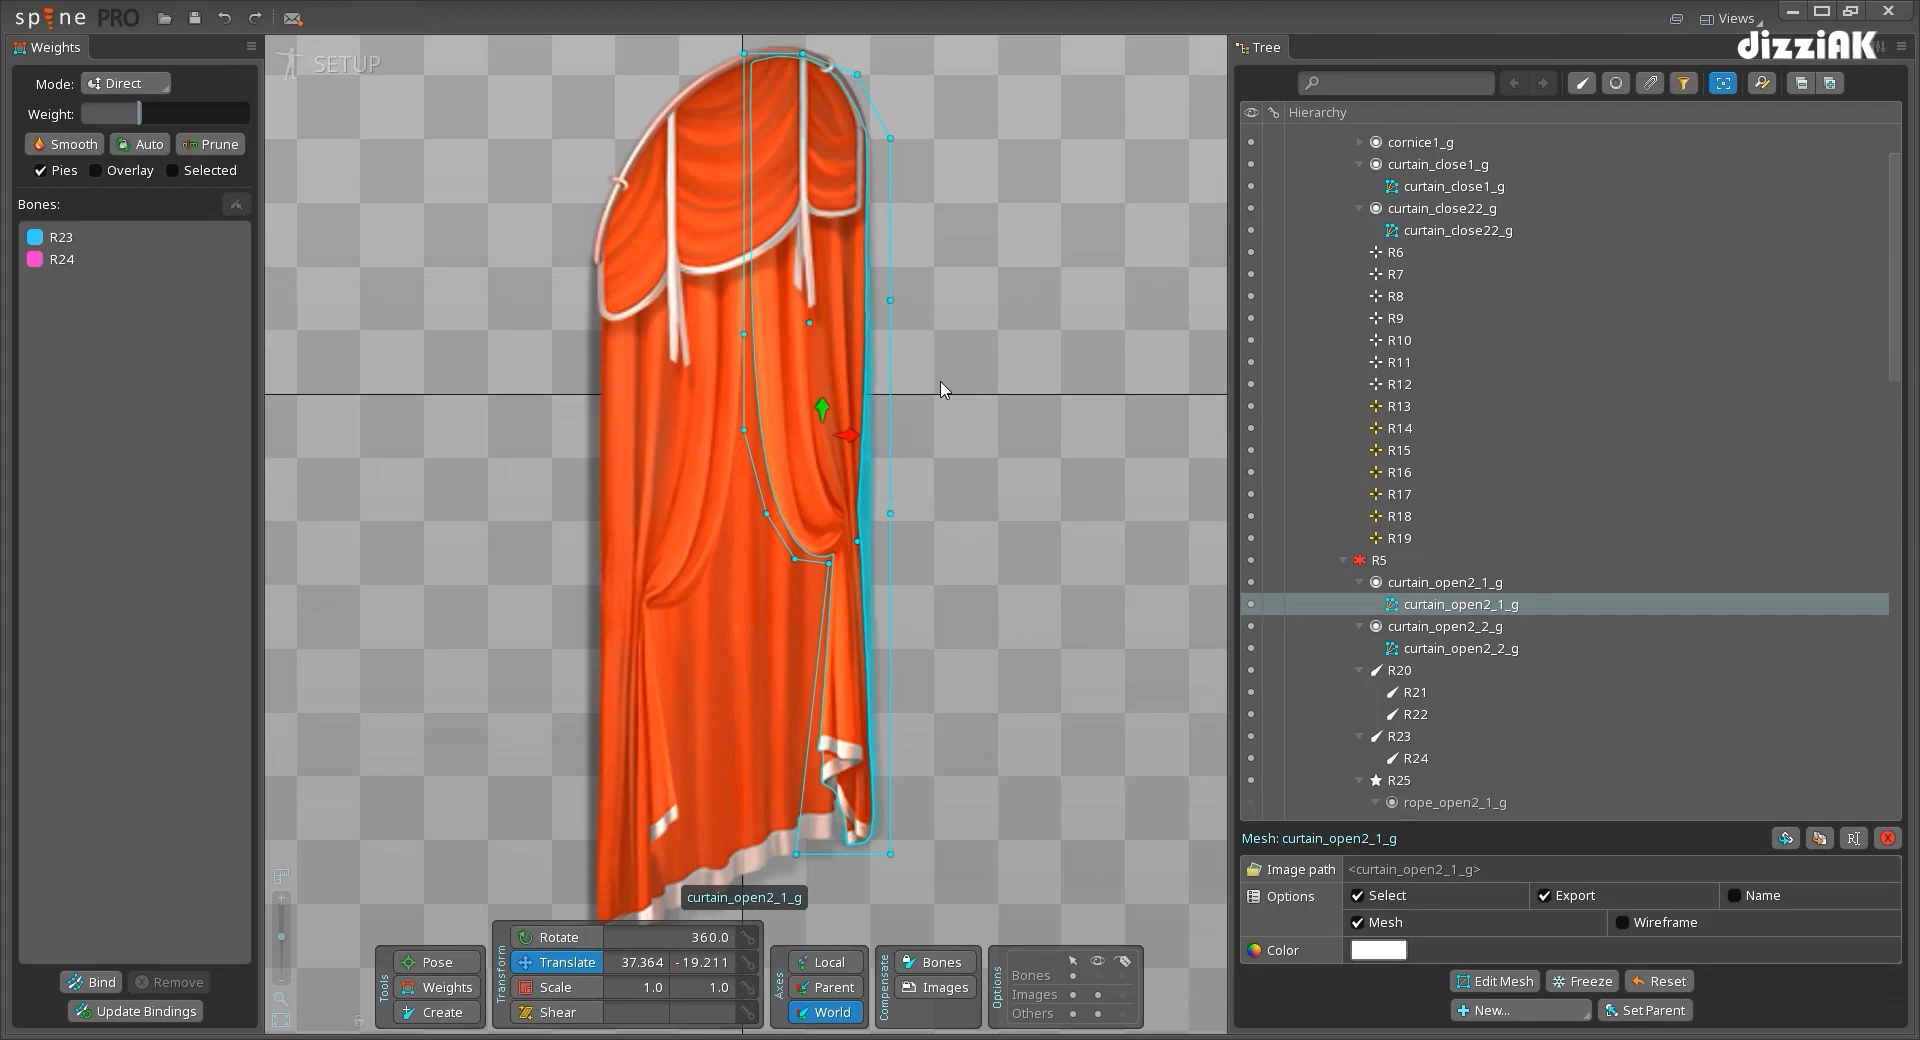 spine PRO
Views
dizziAK
Weights
SETUP
Tree
Mode: Direct
Weight:
Smooth Auto Prune
Pies Overlay Selected
Bones:
R23
R24
Bind Remove
Update Bindings
curtain_open2_1_g
Tools
Pose
Weights
Create
Transform
Rotate 360.0
Translate 37.364 -19.211
Scale 1.0 1.0
Shear
Axes
Local
Parent
World
Compensate
Bones
Images
Options
Bones
Images
Others
Hierarchy
cornice1_g
curtain_close1_g
curtain_close1_g
curtain_close22_g
curtain_close22_g
R6
R7
R8
R9
R10
R11
R12
R13
R14
R15
R16
R17
R18
R19
R5
curtain_open2_1_g
curtain_open2_1_g
curtain_open2_2_g
curtain_open2_2_g
R20
R21
R22
R23
R24
R25
rope_open2_1_g
Mesh: curtain_open2_1_g
Image path <curtain_open2_1_g>
Options Select Export Name
Mesh Wireframe
Color
Edit Mesh Freeze Reset
New... Set Parent